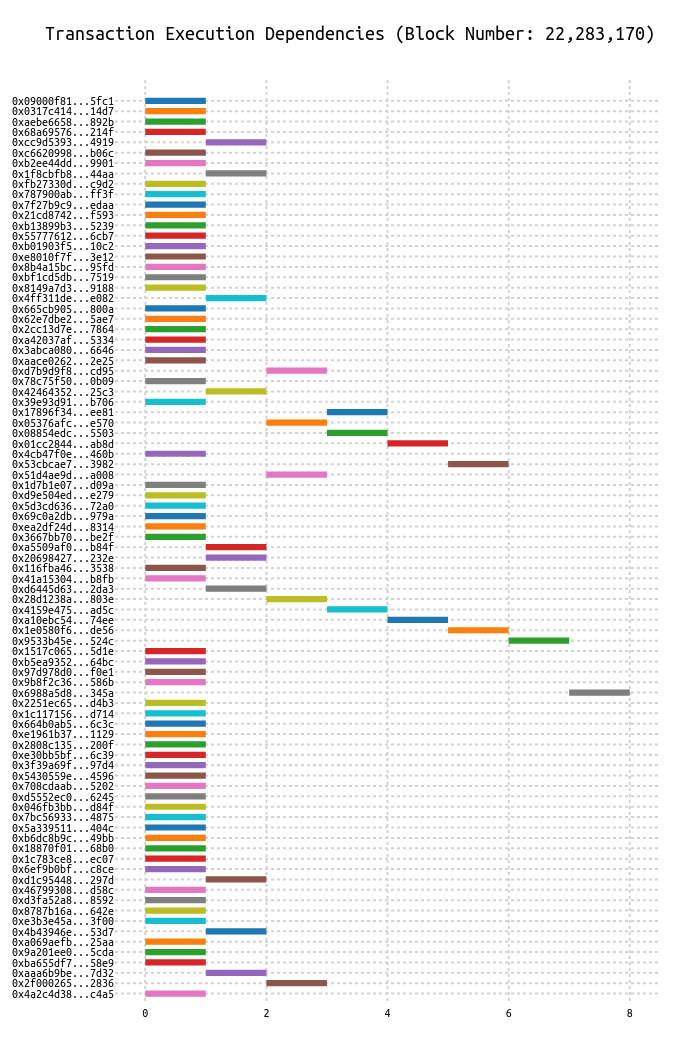 Transaction Execution Dependencies (Block Number: 22,283,170)
0x09000f81...5fc1
0x0317c414...14d7
0xaebe6658...892b
0x68a69576...214f
0xcc9d5393...4919
0xc6620998...b06c
0xb2ee44dd...9901
0x1f8cbfb8...44aa
0xfb27330d...c9d2
0x787900ab...ff3f
0x7f27b9c9...edaa
0x21cd8742...f593
0xb13899b3...5239
0x55777612...6cb7
0xb01903f5...10c2
0xe8010f7f...3e12
0x8b4a15bc...95fd
0xbf1cd5db...7519
0x8149a7d3...9188
0x4ff311de...e082
0x665cb905...800a
0x62e7dbe2...5ae7
0x2cc13d7e...7864
0xa42037af...5334
0x3abca080...6646
0xaace0262...2e25
0xd7b9d9f8...cd95
0x78c75f50...0b09
0x42464352...25c3
0x39e93d91...b706
0x17896f34...ee81
0x05376afc...e570
0x08854edc...5503
0x01cc2844...ab8d
0x4cb47f0e...460b
0x53cbcae7...3982
0x51d4ae9d...a008
0x1d7b1e07...d09a
0xd9e504ed...e279
0x5d3cd636...72a0
0x69c0a2db...979a
0xea2df24d...8314
0x3667bb70...be2f
0xa5509af0...b84f
0x20698427...232e
0x116fba46...3538
0x41a15304...b8fb
0xd6445d63...2da3
0x28d1238a...803e
0x4159e475...ad5c
0xa10ebc54...74ee
0x1e0580f6...de56
0x9533b45e...524c
0x1517c065...5d1e
0xb5ea9352...64bc
0x97d978d0...f0e1
0x9b8f2c36...586b
0x6988a5d8...345a
0x2251ec65...d4b3
0x1c117156...d714
0x664b0ab5...6c3c
0xe1961b37...1129
0x2808c135...200f
0xe30bb5bf...6c39
0x3f39a69f...97d4
0x5430559e...4596
0x708cdaab...5202
0xd5552ec0...6245
0x046fb3bb...d84f
0x7bc56933...4875
0x5a339511...404c
0xb6dc8b9c...49bb
0x18870f01...68b0
0x1c783ce8...ec07
0x6ef9b0bf...c8ce
0xd1c95448...297d
0x46799308...d58c
0xd3fa52a8...8592
0x8787b16a...642e
0xe3b3e45a...3f00
0x4b43946e...53d7
0xa069aefb...25aa
0x9a201ee0...5cda
0xba655df7...58e9
0xaaa6b9be...7d32
0x2f000265...2836
0x4a2c4d38...c4a5
0 2 4 6 8